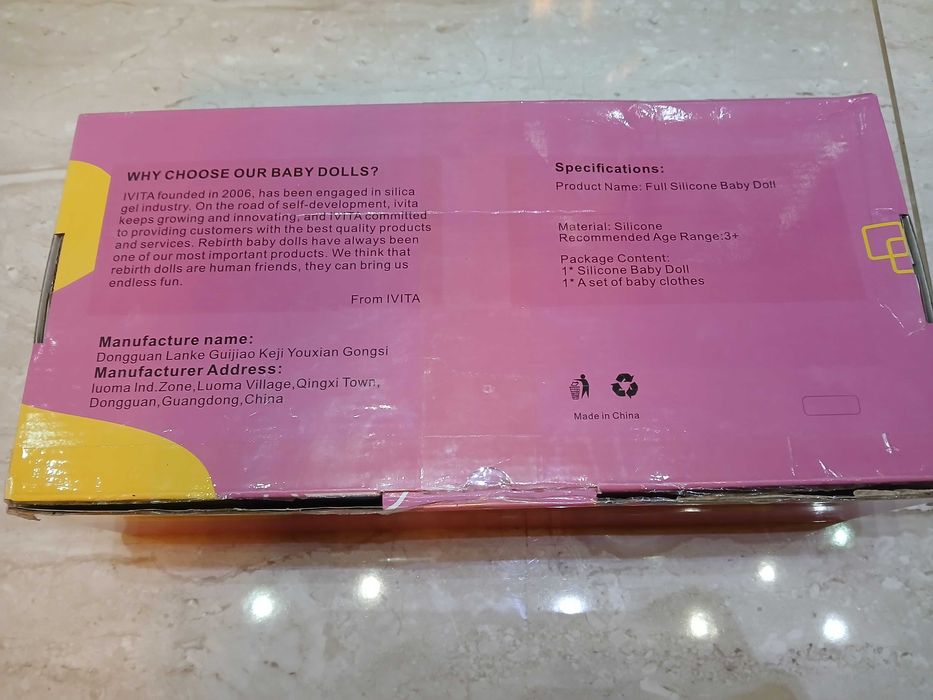 WHY CHOOSE OUR BABY DOLLS?
IVITA founded in 2006, has been engaged in silica
gel industry. On the road of self-development, ivita
keeps growing and innovating, and IVITA committed
to providing customers with the best quality products
and services. Rebirth baby dolls have always been
one of our most important products. We think that
rebirth dolls are human friends, they can bring us
endless fun.
From IVITA
Manufacture name:
Dongguan Lanke Guijiao Keji Youxian Gongsi
Manufacturer Address:
luoma Ind.Zone,Luoma Village,Qingxi Town,
Dongguan,Guangdong,China
Specifications:
Product Name: Full Silicone Baby Doll
Material: Silicone
Recommended Age Range:3+
Package Content:
1* Silicone Baby Doll
1* A set of baby clothes
Made in China